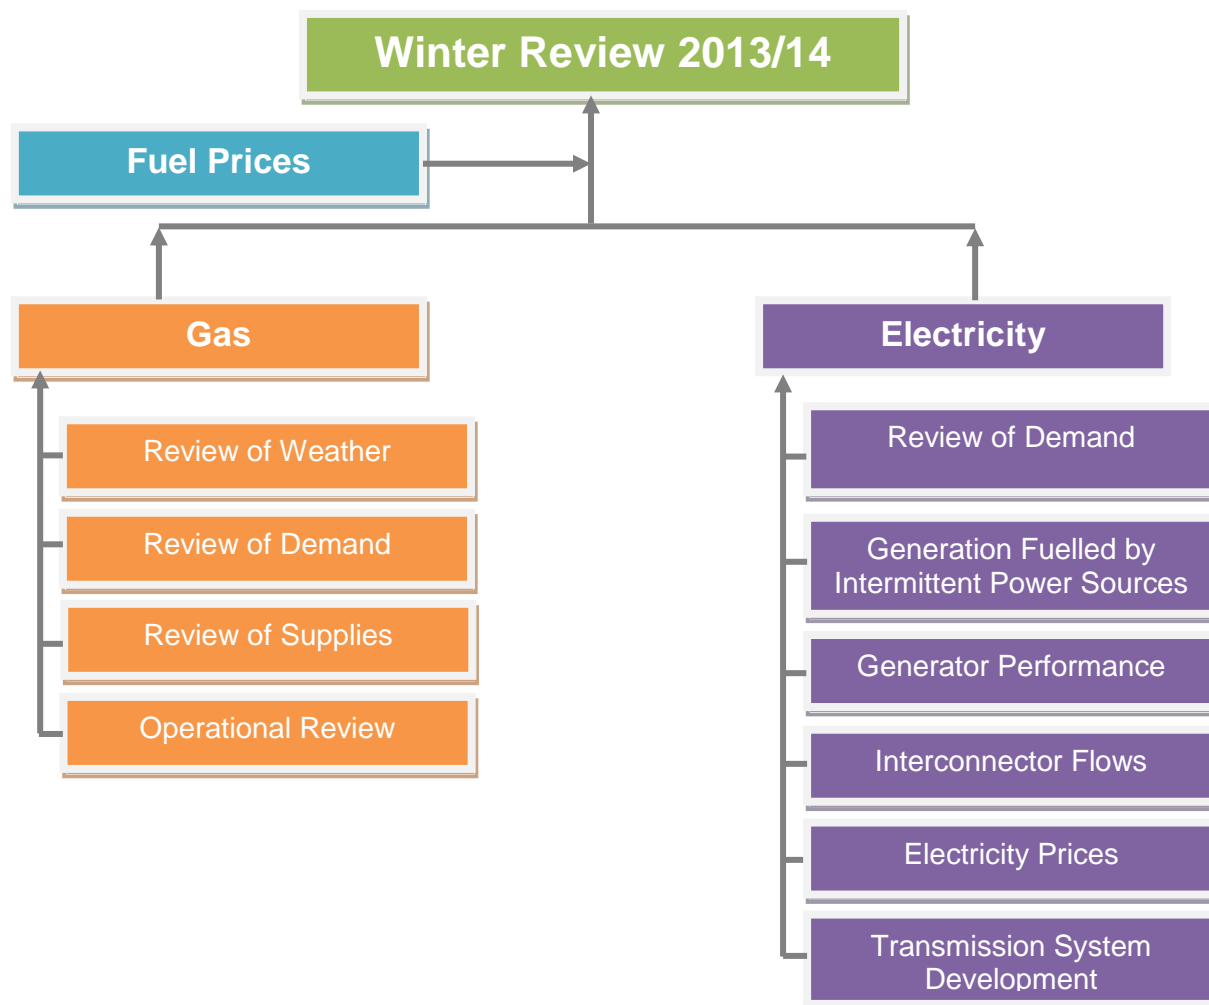 Winter Review 2013/14
Fuel Prices
Gas
Review of Weather
Review of Demand
Review of Supplies
Operational Review
Electricity
Review of Demand
Generation Fuelled by
Intermittent Power Sources
Generator Performance
Interconnector Flows
Electricity Prices
Transmission System
Development